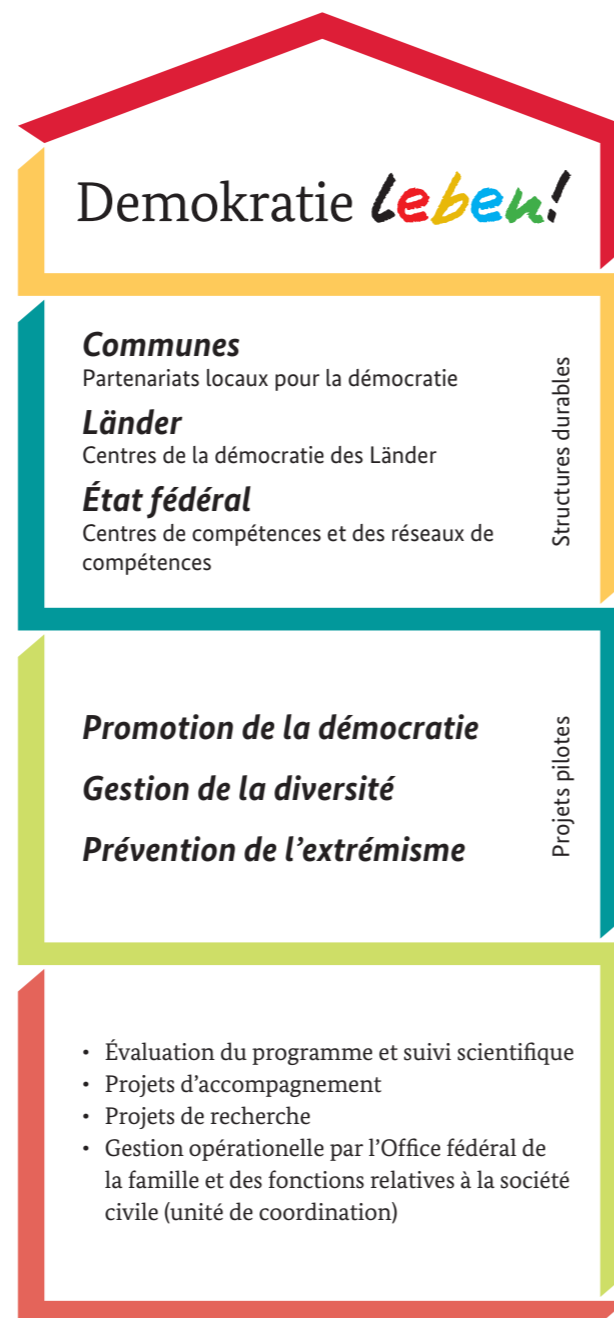 Demokratie Leben!
Communes
Partenariats locaux pour la démocratie
Länder
Centres de la démocratie des Länder
État fédéral
Centres de compétences et des réseaux de
compétences
Structures durables
Promotion de la démocratie
Gestion de la diversité
Prévention de l’extrémisme
Projets pilotes
• Évaluation du programme et suivi scientifique
• Projets d’accompagnement
• Projets de recherche
• Gestion opérationelle par l’Office fédéral de
la famille et des fonctions relatives à la société
civile (unité de coordination)